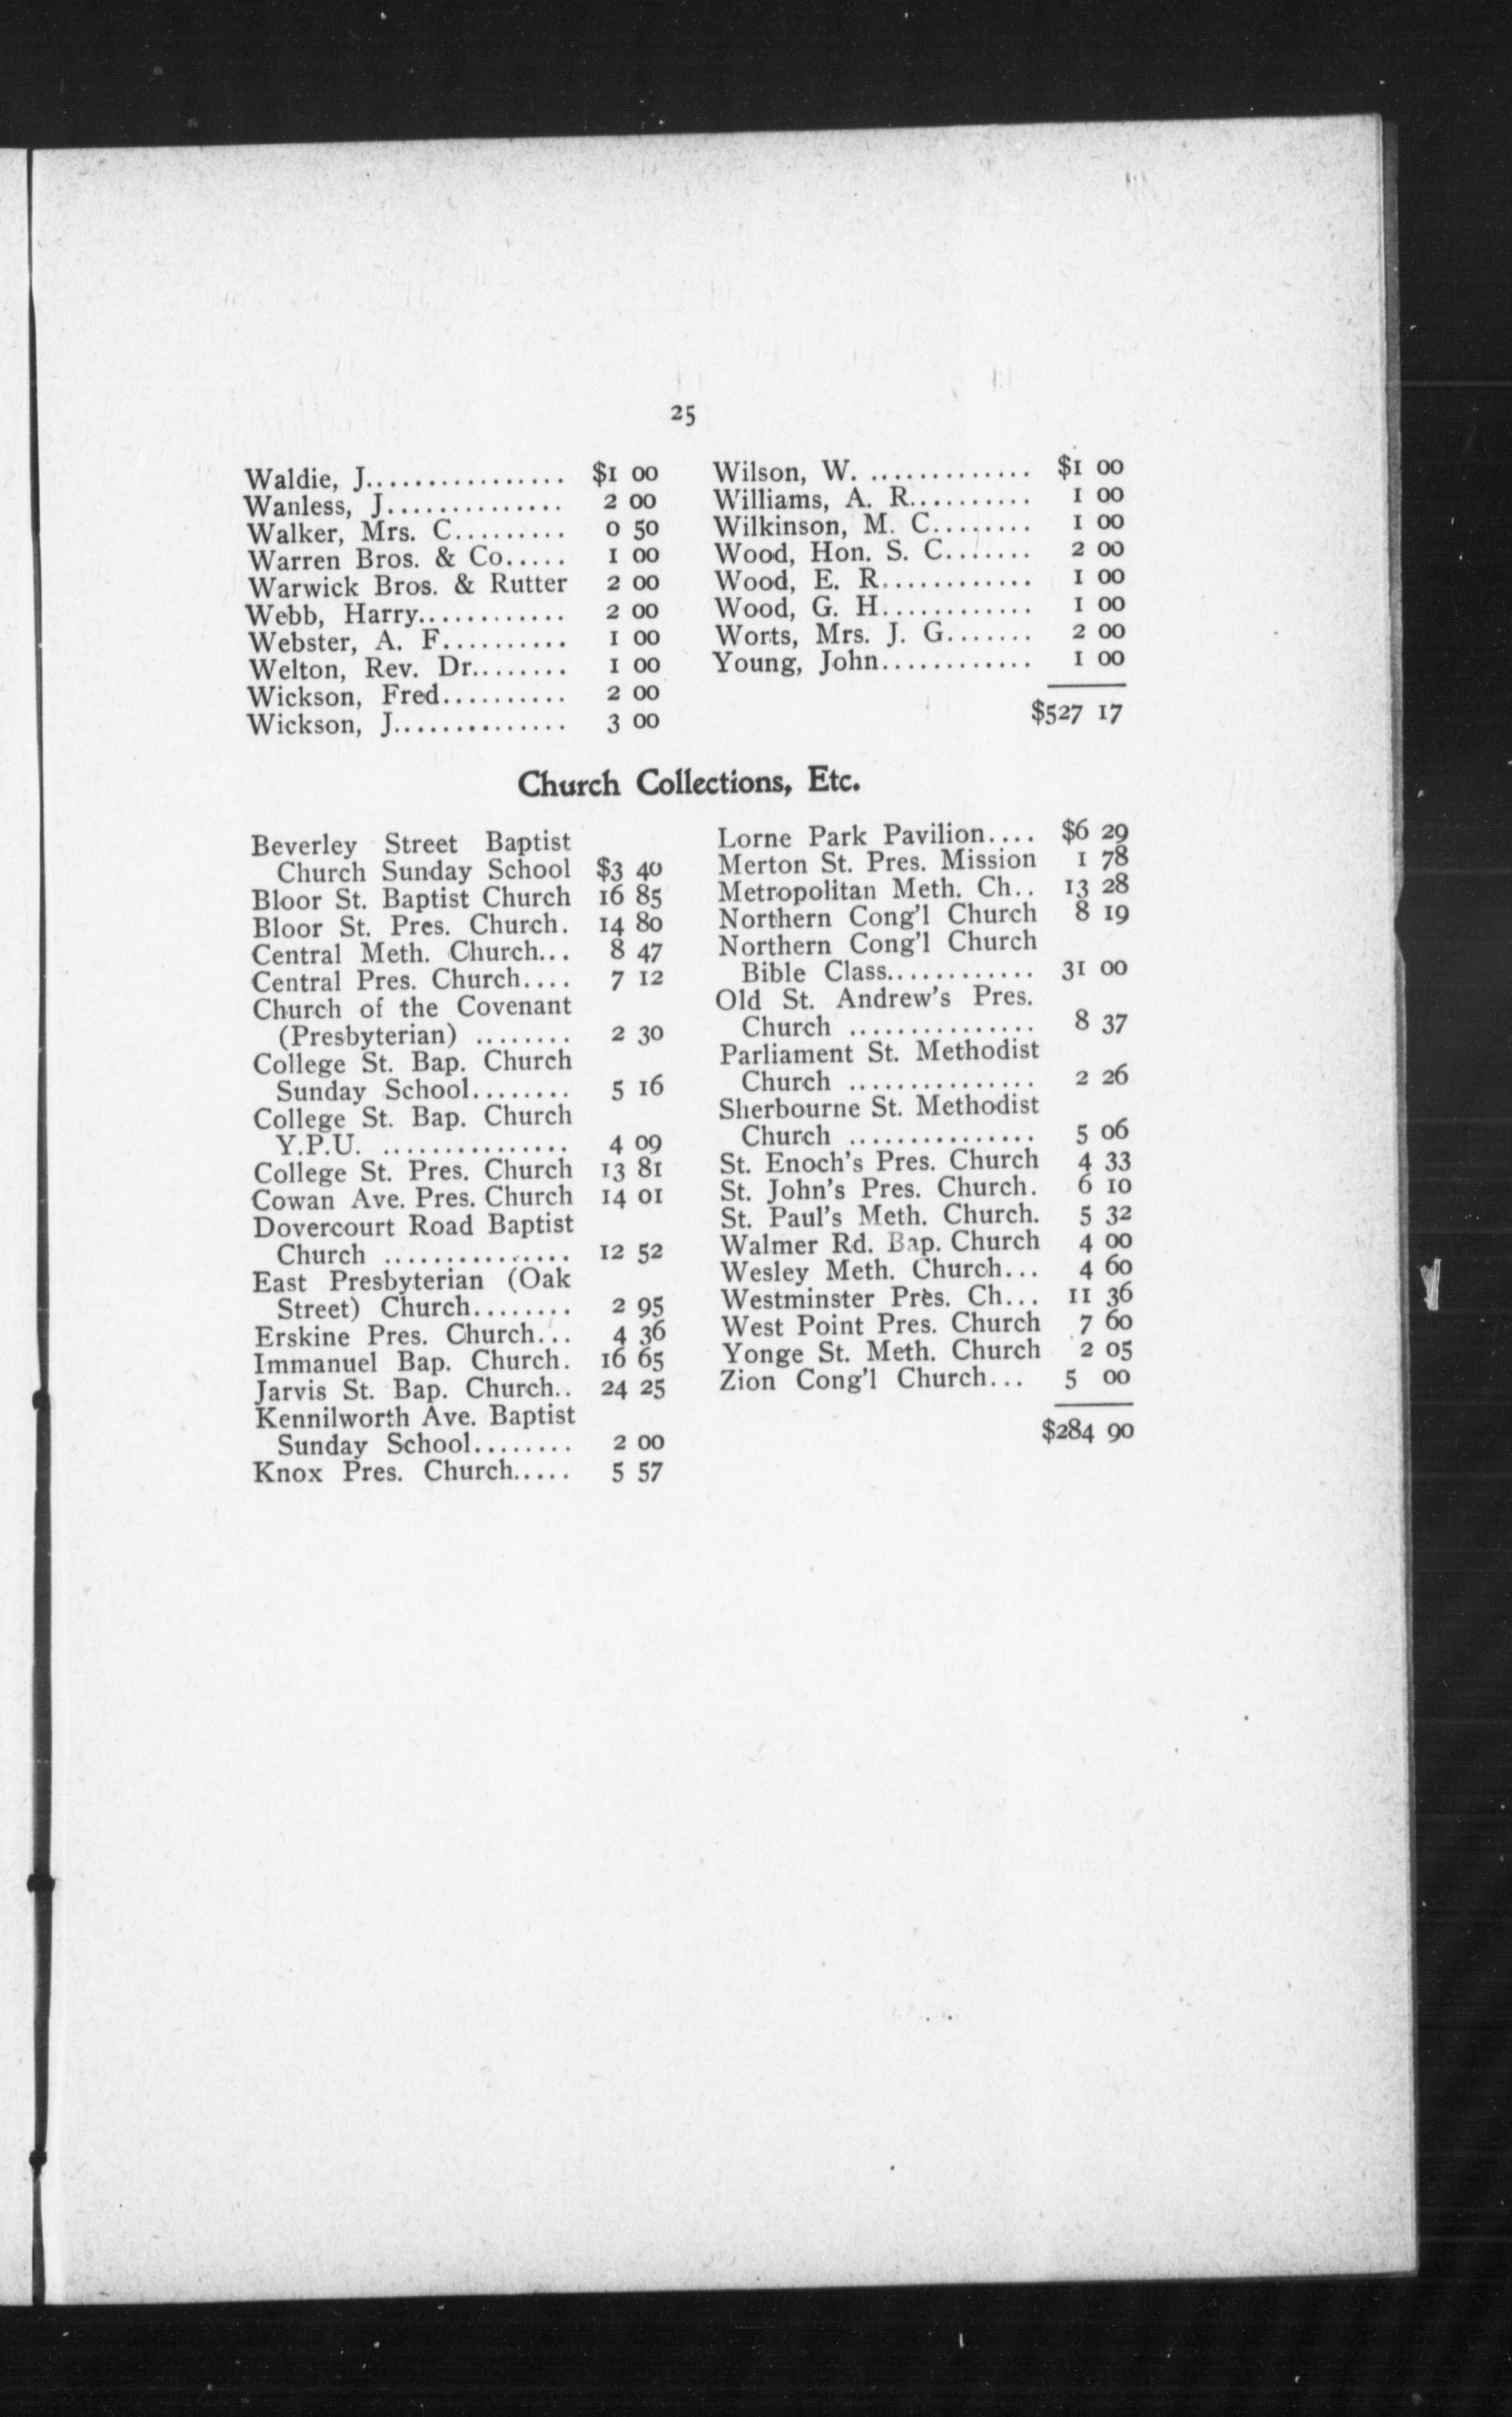 25
Waldie, J................ $1 00
Wanless, J.............. 2 00
Walker, Mrs. C......... 0 50
Warren Bros. & Co..... 1 00
Warwick Bros. & Rutter 2 00
Webb, Harry............ 2 00
Webster, A. F.......... 1 00
Welton, Rev. Dr........ 1 00
Wickson, Fred.......... 2 00
Wickson, J.............. 3 00
Wilson, W. .............. $1 00
Williams, A. R.......... 1 00
Wilkinson, M. C........ 1 00
Wood, Hon. S. C....... 2 00
Wood, E. R............ 1 00
Wood, G. H............ 1 00
Worts, Mrs. J. G....... 2 00
Young, John............ 1 00
$527 17
Church Collections, Etc.
Beverley Street Baptist
Church Sunday School $3 40
Bloor St. Baptist Church 16 85
Bloor St. Pres. Church. 14 80
Central Meth. Church... 8 47
Central Pres. Church.... 7 12
Church of the Covenant
(Presbyterian) ........ 2 30
College St. Bap. Church
Sunday School........ 5 16
College St. Bap. Church
Y.P.U. ............... 4 09
College St. Pres. Church 13 81
Cowan Ave. Pres. Church 14 01
Dovercourt Road Baptist
Church ............... 12 52
East Presbyterian (Oak
Street) Church........ 2 95
Erskine Pres. Church... 4 36
Immanuel Bap. Church. 16 65
Jarvis St. Bap. Church.. 24 25
Kennilworth Ave. Baptist
Sunday School........ 2 00
Knox Pres. Church..... 5 57
Lorne Park Pavilion.... $6 29
Merton St. Pres. Mission 1 78
Metropolitan Meth. Ch.. 13 28
Northern Cong'l Church 8 19
Northern Cong'l Church
Bible Class............ 31 00
Old St. Andrew's Pres.
Church ............... 8 37
Parliament St. Methodist
Church ............... 2 26
Sherbourne St. Methodist
Church ............... 5 06
St. Enoch's Pres. Church 4 33
St. John's Pres. Church. 6 10
St. Paul's Meth. Church. 5 32
Walmer Rd. Bap. Church 4 00
Wesley Meth. Church... 4 60
Westminster Pres. Ch... 11 36
West Point Pres. Church 7 60
Yonge St. Meth. Church 2 05
Zion Cong'l Church... 5 00
$284 90